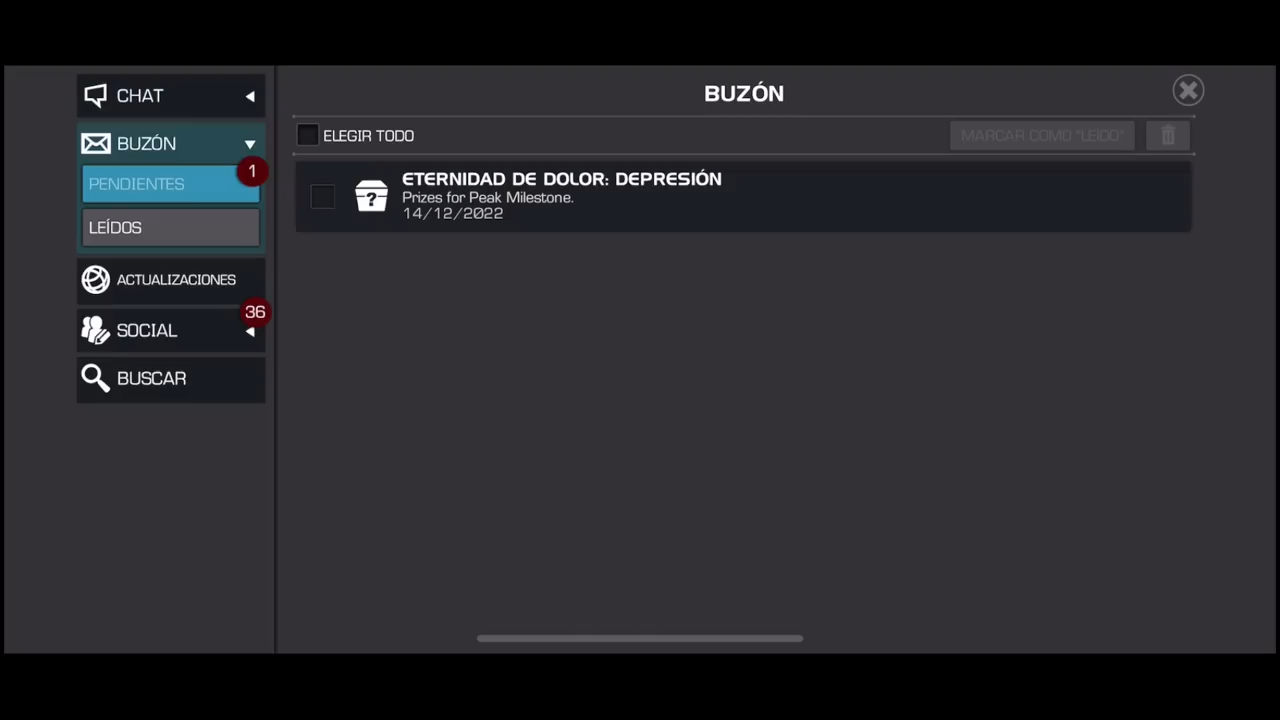 CHAT
BUZÓN
PENDIENTES
1
LEÍDOS
ACTUALIZACIONES
36
SOCIAL
BUSCAR
BUZÓN
ELEGIR TODO
MARCAR COMO "LEÍDO"
ETERNIDAD DE DOLOR: DEPRESIÓN
Prizes for Peak Milestone.
14/12/2022